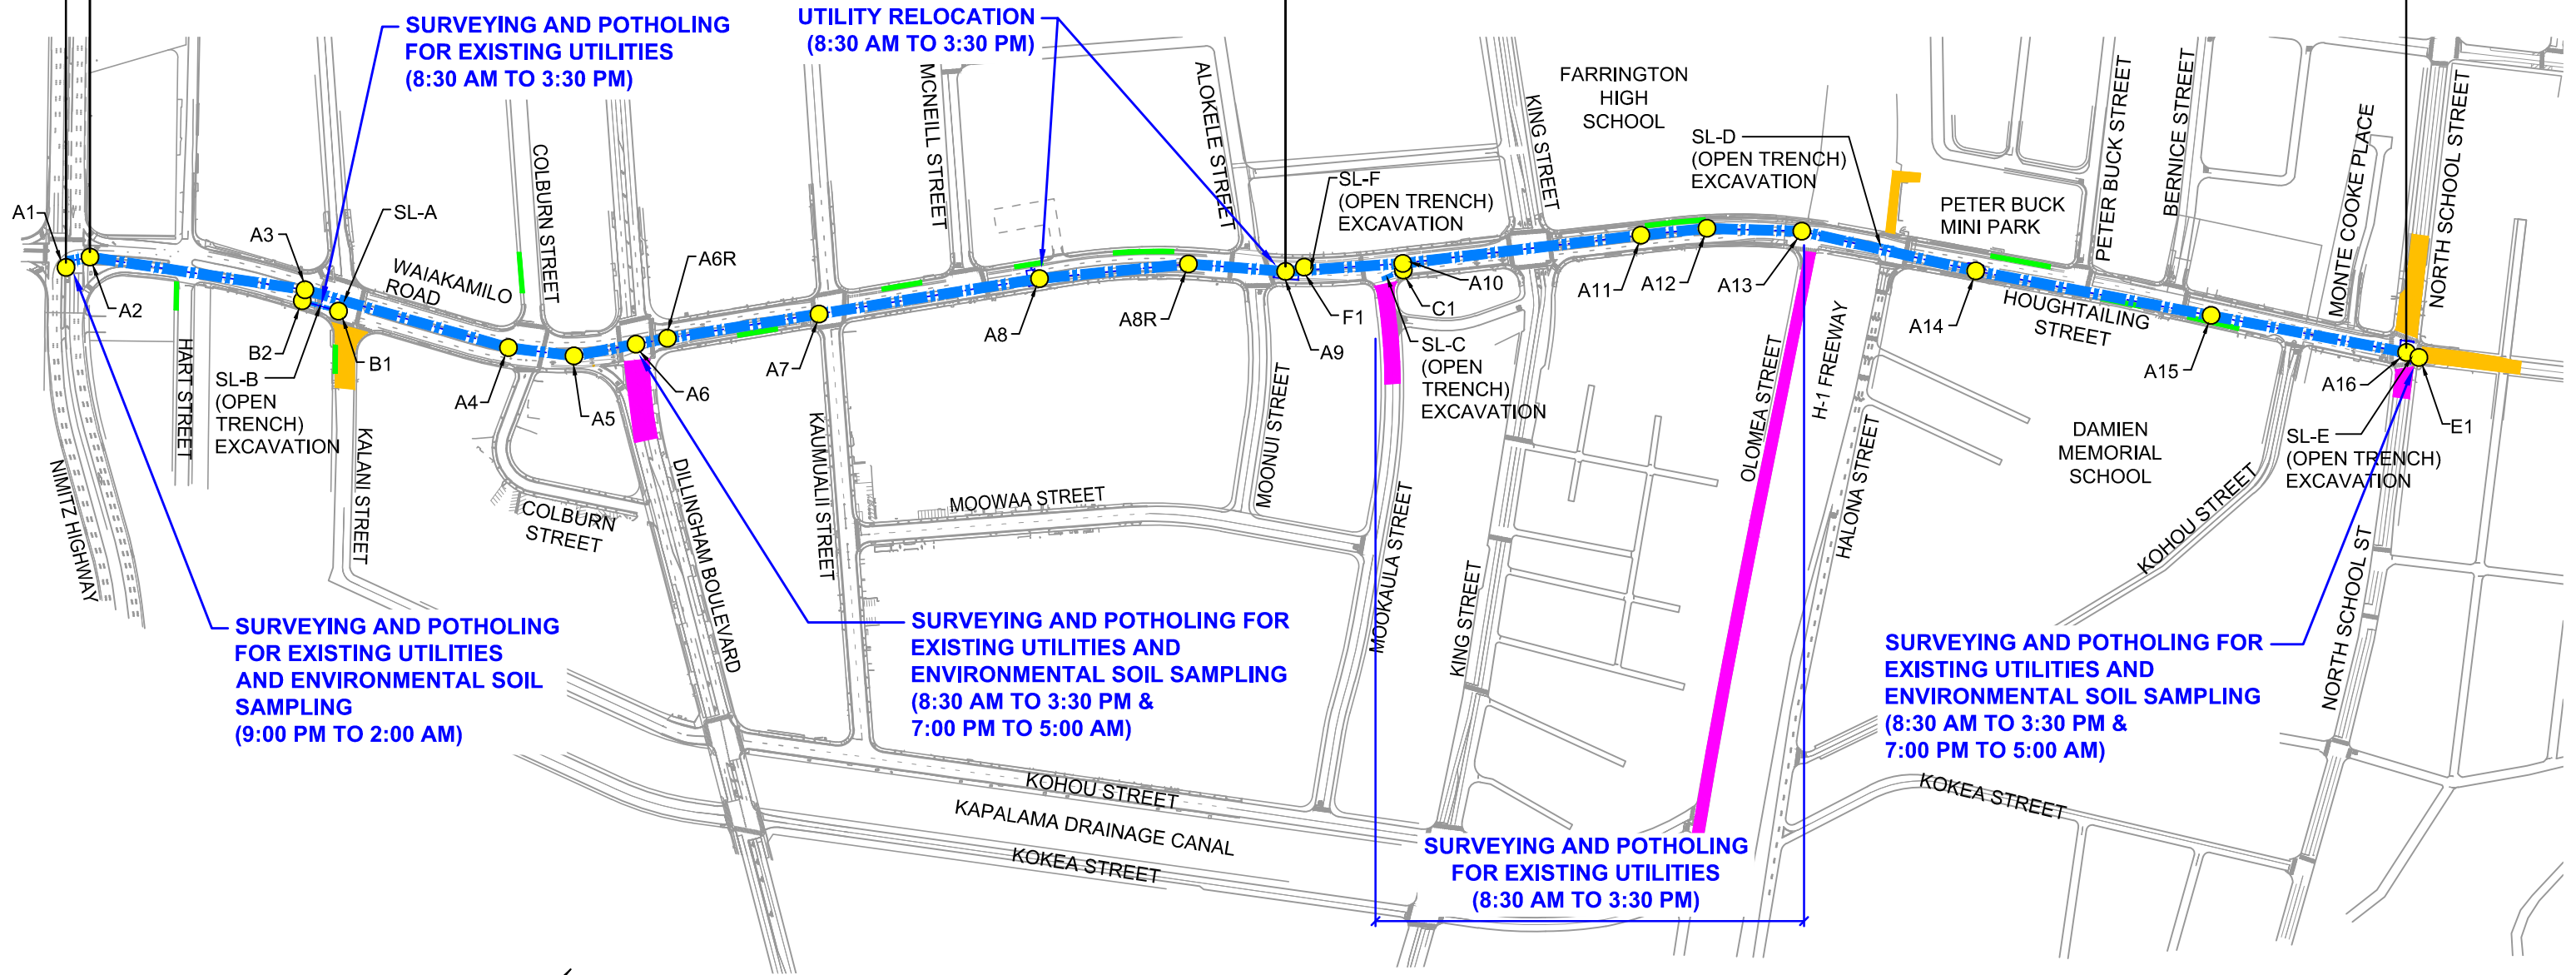 SURVEYING AND POTHOLING
FOR EXISTING UTILITIES
(8:30 AM TO 3:30 PM)
UTILITY RELOCATION
(8:30 AM TO 3:30 PM)
MCNEILL STREET
ALOKELE STREET
KING STREET
FARRINGTON
HIGH
SCHOOL
SL-D
(OPEN TRENCH)
EXCAVATION
PETER BUCK STREET
BERNICE STREET
MONTE COOKE PLACE
NORTH SCHOOL STREET
PETER BUCK
MINI PARK
COLBURN STREET
SL-F
(OPEN TRENCH)
EXCAVATION
A1
A2
A3
SL-A
WAIAKAMILO
ROAD
A6R
B2
B1
SL-B
(OPEN
TRENCH)
EXCAVATION
HART STREET
KALANI STREET
NIMITZ HIGHWAY
A4
A5
A6
A7
A8
A8R
A9
F1
C1
A10
SL-C
(OPEN
TRENCH)
EXCAVATION
A11
A12
A13
A14
HOUGHTAILING
STREET
A15
A16
E1
SL-E
(OPEN TRENCH)
EXCAVATION
COLBURN
STREET
DILLINGHAM BOULEVARD
KAUMUALII STREET
MOOWAA STREET
MOONUI STREET
MOOKAULA STREET
KING STREET
OLOMEA STREET
H-1 FREEWAY
HALONA STREET
DAMIEN
MEMORIAL
SCHOOL
KOHOU STREET
NORTH SCHOOL ST
SURVEYING AND POTHOLING
FOR EXISTING UTILITIES
AND ENVIRONMENTAL SOIL
SAMPLING
(9:00 PM TO 2:00 AM)
SURVEYING AND POTHOLING FOR
EXISTING UTILITIES AND
ENVIRONMENTAL SOIL SAMPLING
(8:30 AM TO 3:30 PM &
7:00 PM TO 5:00 AM)
SURVEYING AND POTHOLING FOR
EXISTING UTILITIES AND
ENVIRONMENTAL SOIL SAMPLING
(8:30 AM TO 3:30 PM &
7:00 PM TO 5:00 AM)
KOHOU STREET
KAPALAMA DRAINAGE CANAL
KOKEA STREET
KOKEA STREET
SURVEYING AND POTHOLING
FOR EXISTING UTILITIES
(8:30 AM TO 3:30 PM)